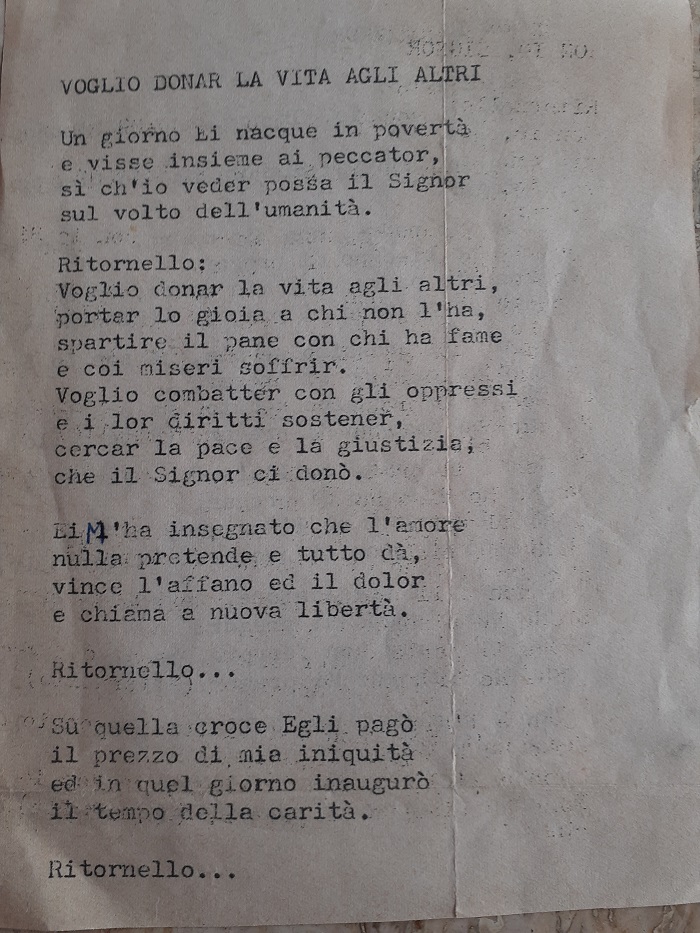 VOGLIO DONAR LA VITA AGLI ALTRI
Un giorno Ei nacque in povertà
e visse insieme ai peccator,
sì ch'io veder possa il Signor
sul volto dell'umanità.
Ritornello:
Voglio donar la vita agli altri,
portar lo gioia a chi non l'ha,
spartire il pane con chi ha fame
e coi miseri soffrir.
Voglio combatter con gli oppressi
e i lor diritti sostener,
cercar la pace e la giustizia,
che il Signor ci donò.
Ei M'ha insegnato che l'amore
nulla pretende e tutto dà,
vince l'affano ed il dolor
e chiama a nuova libertà.
Ritornello...
Su quella croce Egli pagò
il prezzo di mia iniquità
ed in quel giorno inaugurò
il tempo della carità.
Ritornello...